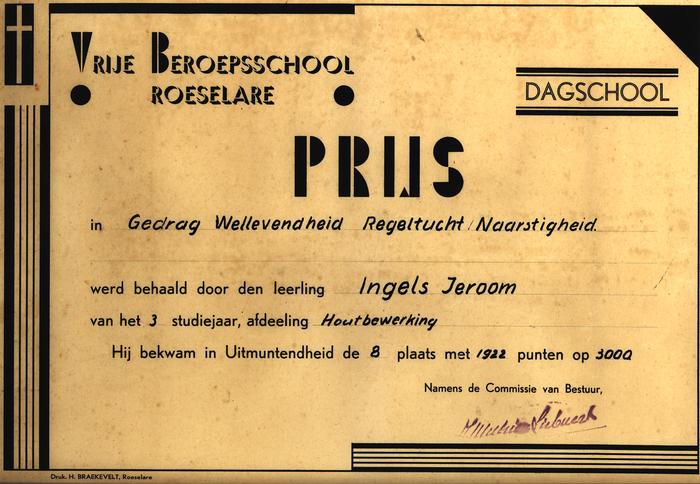 VRIJE BEROEPSSCHOOL
ROESELARE
DAGSCHOOL
PRIJS
in Gedrag Wellevendheid Regeltucht Naarstigheid.
werd behaald door den leerling Ingels Jeroom
van het 3 studiejaar, afdeeling Houtbewerking
Hij bekwam in Uitmuntendheid de 8 plaats met 1922 punten op 3000
Namens de Commissie van Bestuur,
Druk. H. BRAEKEVELT, Roeselare